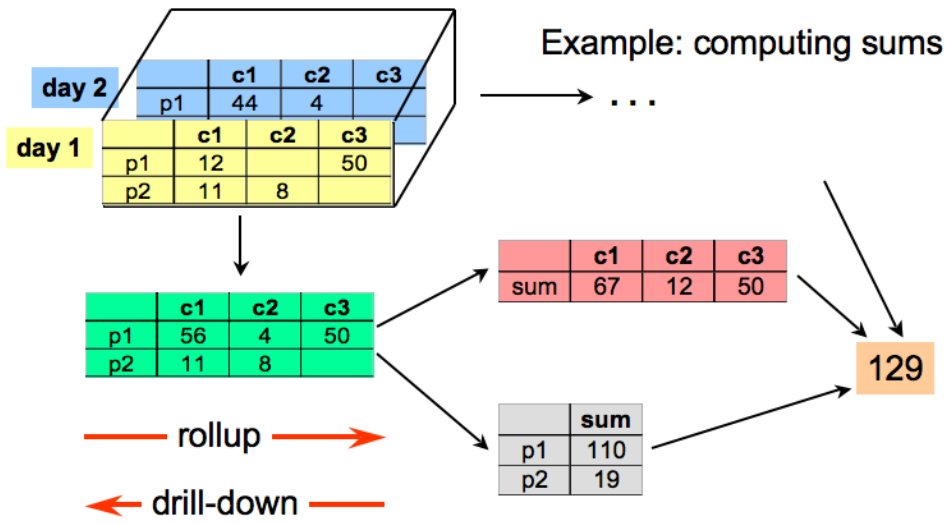 Example: computing sums
day 2
c1 c2 c3
p1 44 4
. . .
day 1
c1 c2 c3
p1 12 50
p2 11 8
c1 c2 c3
sum 67 12 50
c1 c2 c3
p1 56 4 50
p2 11 8
129
sum
p1 110
p2 19
rollup
drill-down